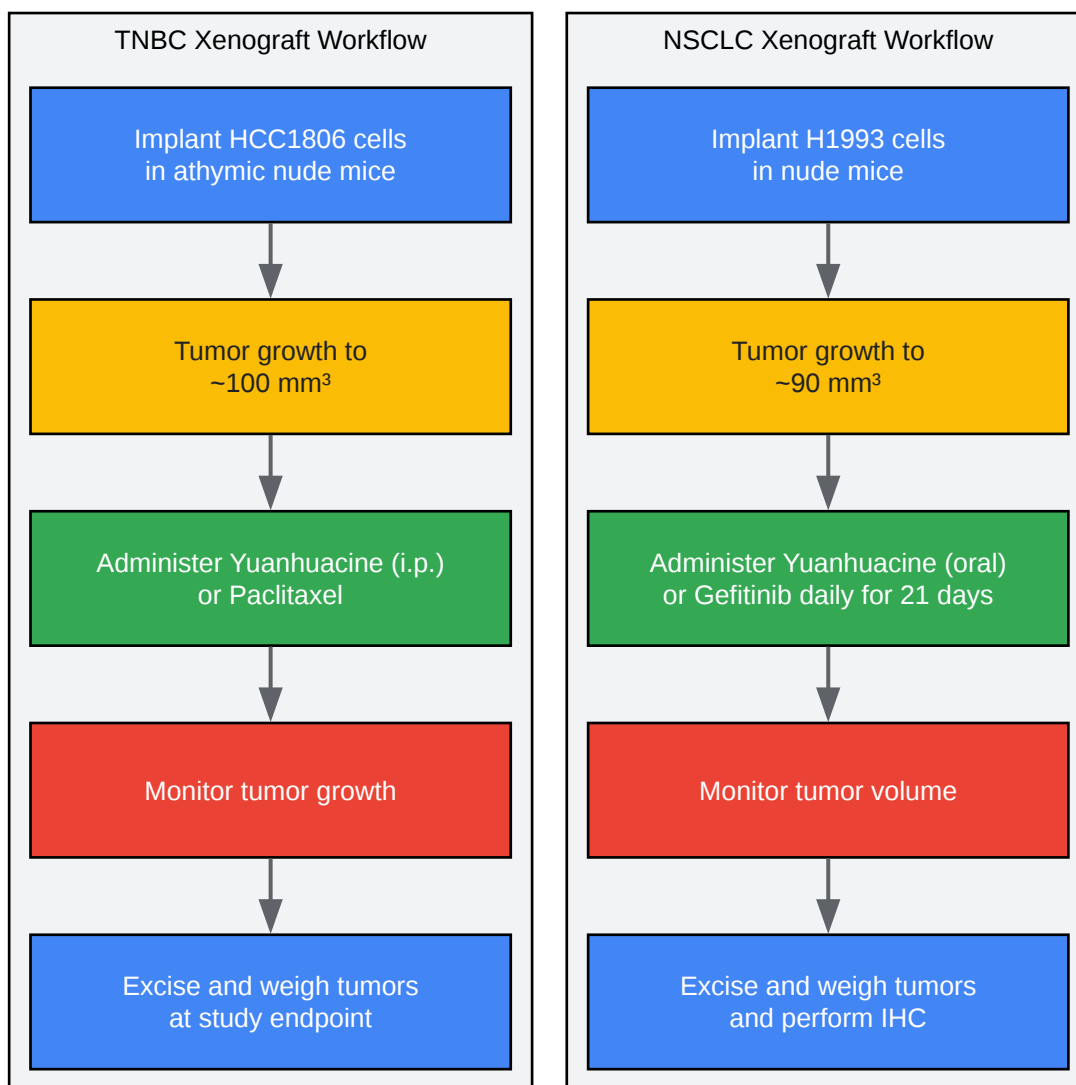 TNBC Xenograft Workflow
Implant HCC1806 cells
in athymic nude mice
Tumor growth to
~100 mm³
Administer Yuanhuacine (i.p.)
or Paclitaxel
Monitor tumor growth
Excise and weigh tumors
at study endpoint
NSCLC Xenograft Workflow
Implant H1993 cells
in nude mice
Tumor growth to
~90 mm³
Administer Yuanhuacine (oral)
or Gefitinib daily for 21 days
Monitor tumor volume
Excise and weigh tumors
and perform IHC